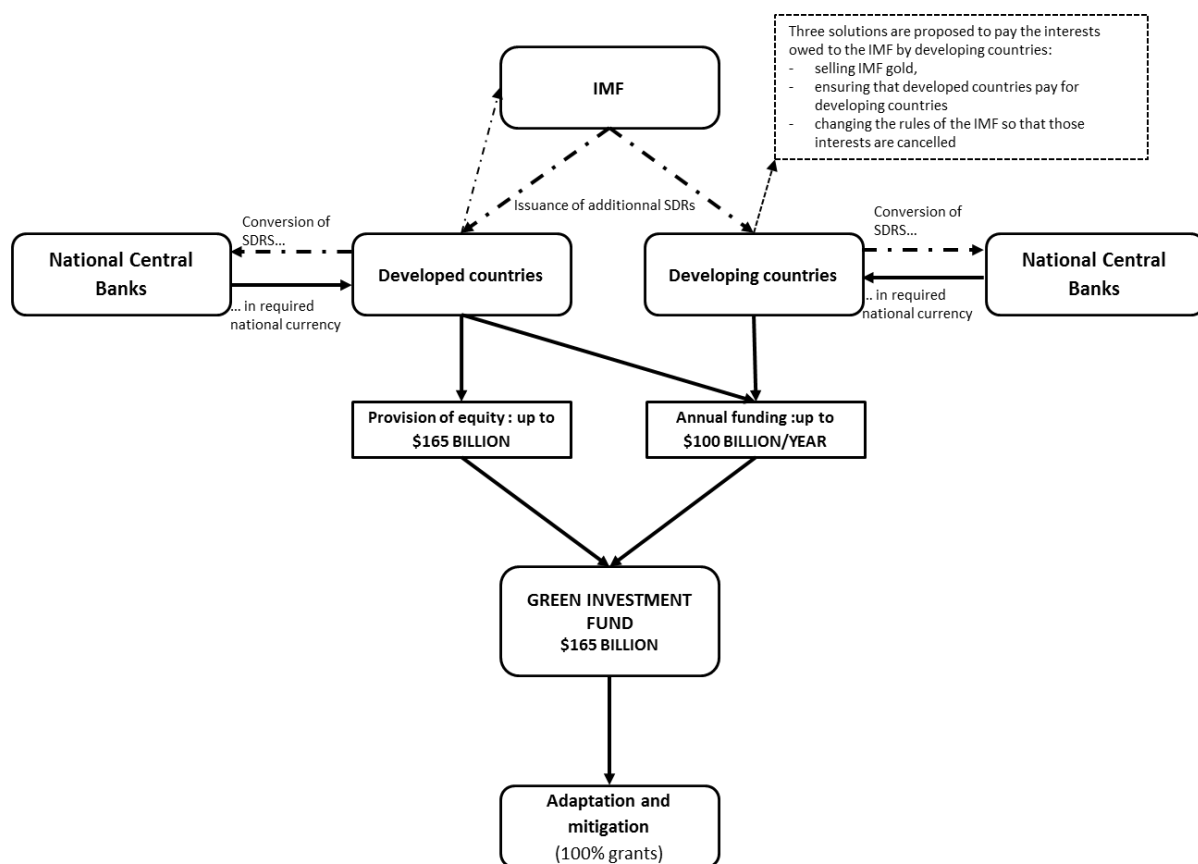 Three solutions are proposed to pay the interests
owed to the IMF by developing countries:
- selling IMF gold,
- ensuring that developed countries pay for
developing countries
- changing the rules of the IMF so that those
interests are cancelled
IMF
Issuance of additionnal SDRs
Conversion of
SDRS...
Conversion of
SDRS...
National Central
Banks
Developed countries
Developing countries
National Central
Banks
... in required
national currency
.. in required
national currency
Provision of equity : up to
$165 BILLION
Annual funding :up to
$100 BILLION/YEAR
GREEN INVESTMENT
FUND
$165 BILLION
Adaptation and
mitigation
(100% grants)